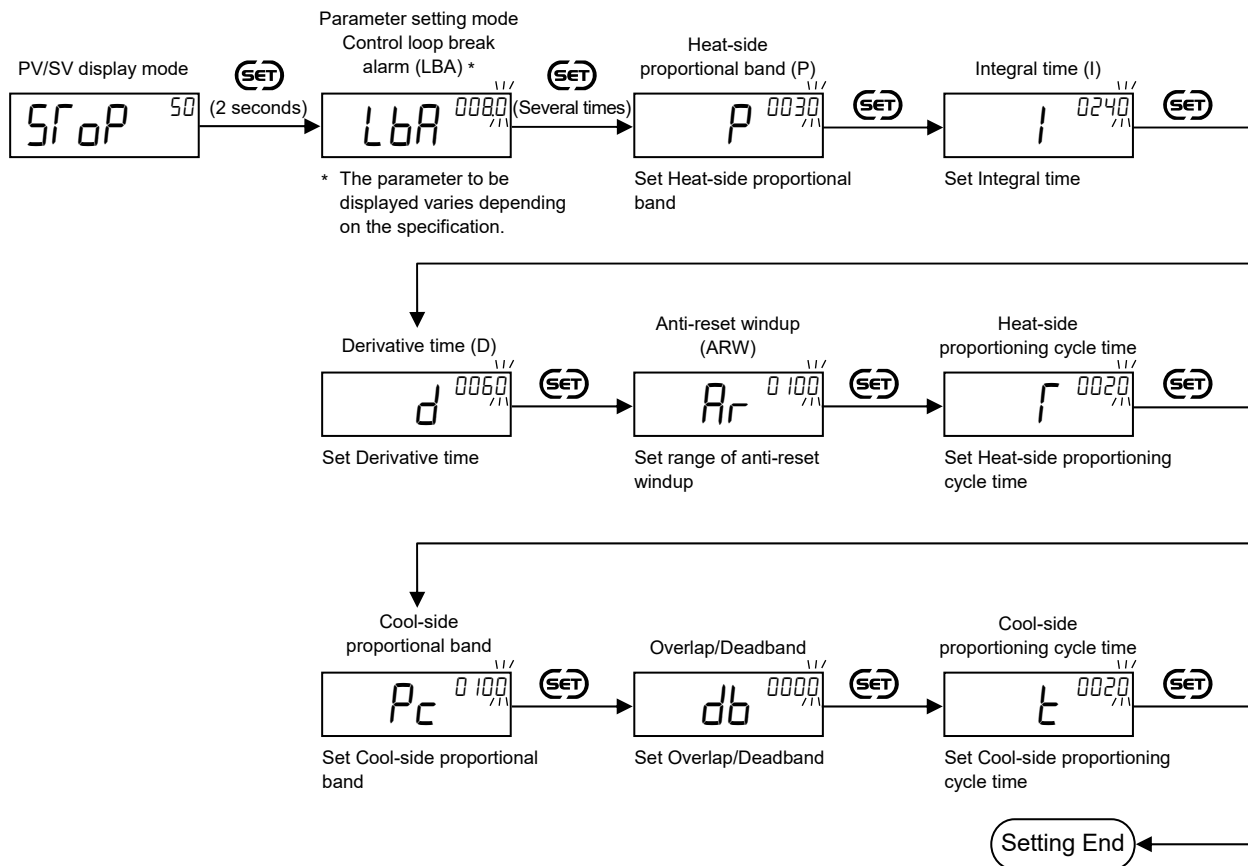 Parameter setting mode
Control loop break
alarm (LBA) *
PV/SV display mode
SET
(2 seconds)
SET
(Several times)
Heat-side
proportional band (P)
SET
Integral time (I)
SET
SToP 50
LbA 008.0
P 0030
I 0240
* The parameter to be
displayed varies depending
on the specification.
Set Heat-side proportional
band
Set Integral time
Derivative time (D)
SET
Anti-reset windup
(ARW)
SET
Heat-side
proportioning cycle time
SET
d 0060
Ar 0100
T 0020
Set Derivative time
Set range of anti-reset
windup
Set Heat-side proportioning
cycle time
Cool-side
proportional band
SET
Overlap/Deadband
SET
Cool-side
proportioning cycle time
SET
Pc 0100
db 0000
t 0020
Set Cool-side proportional
band
Set Overlap/Deadband
Set Cool-side proportioning
cycle time
Setting End